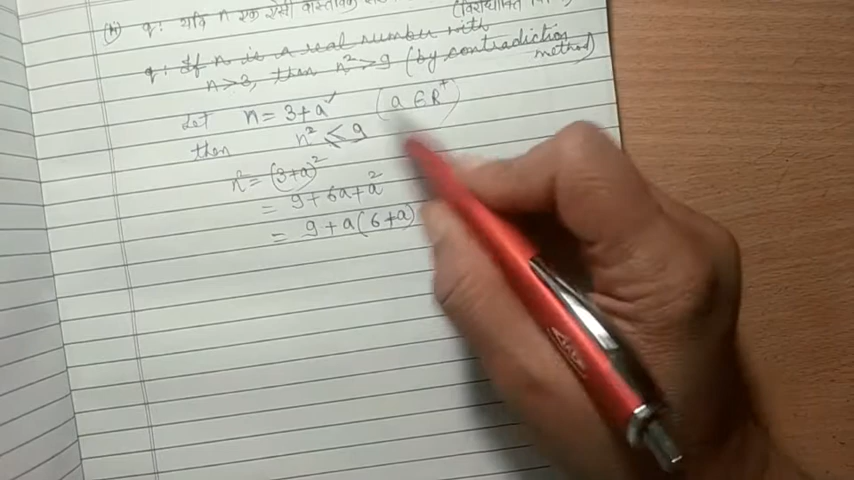 (iii) q: यदि n एक ऐसी वास्तविक
q: If n is a real number with
n>3, then n²>9 (by contradiction
method)
Let n = 3+a (a ∈ R⁺)
then n² ≤ 9
n² = (3+a)²
= 9+6a+a²
= 9+a(6+a)